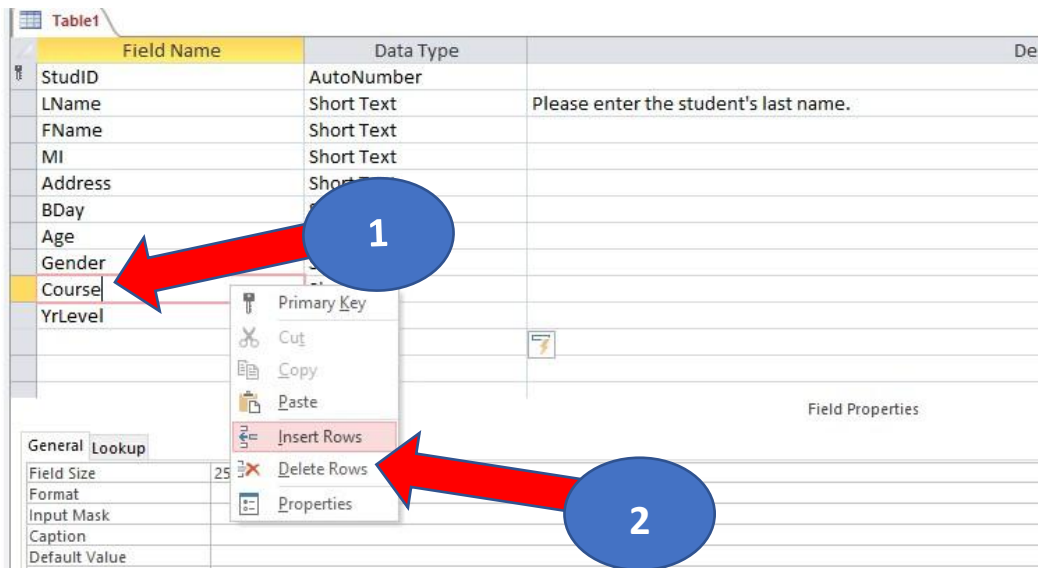 Table1
Field Name Data Type De
StudID AutoNumber
LName Short Text Please enter the student's last name.
FName Short Text
MI Short Text
Address
BDay
Age
1
Gender
Course
YrLevel
Primary Key
Cut
Copy
Paste
Insert Rows
Delete Rows
Properties
2
Field Properties
General Lookup
Field Size 25
Format
Input Mask
Caption
Default Value